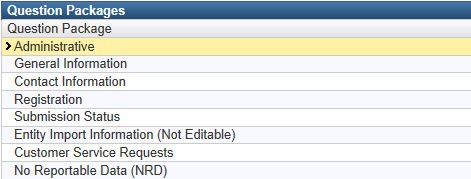 Question Packages
Question Package
Administrative
General Information
Contact Information
Registration
Submission Status
Entity Import Information (Not Editable)
Customer Service Requests
No Reportable Data (NRD)